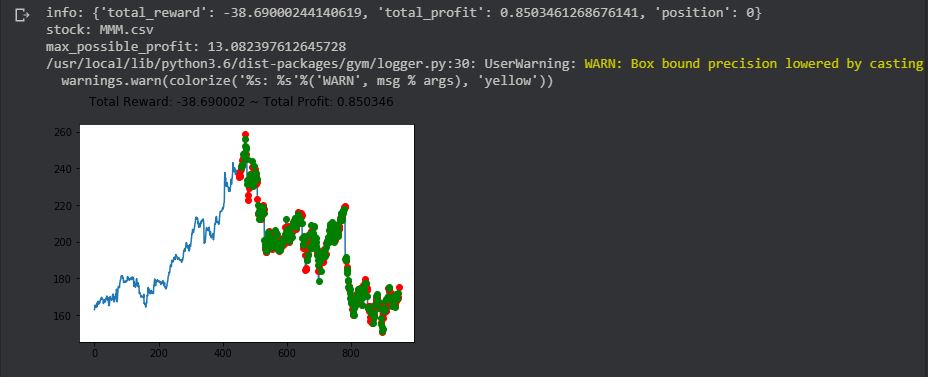 info: {'total_reward': -38.69000244140619, 'total_profit': 0.8503461268676141, 'position': 0}
stock: MMM.csv
max_possible_profit: 13.082397612645728
/usr/local/lib/python3.6/dist-packages/gym/logger.py:30: UserWarning: WARN: Box bound precision lowered by casting
warnings.warn(colorize('%s: %s'%('WARN', msg % args), 'yellow'))
Total Reward: -38.690002 ~ Total Profit: 0.850346
260
240
220
200
180
160
0 200 400 600 800